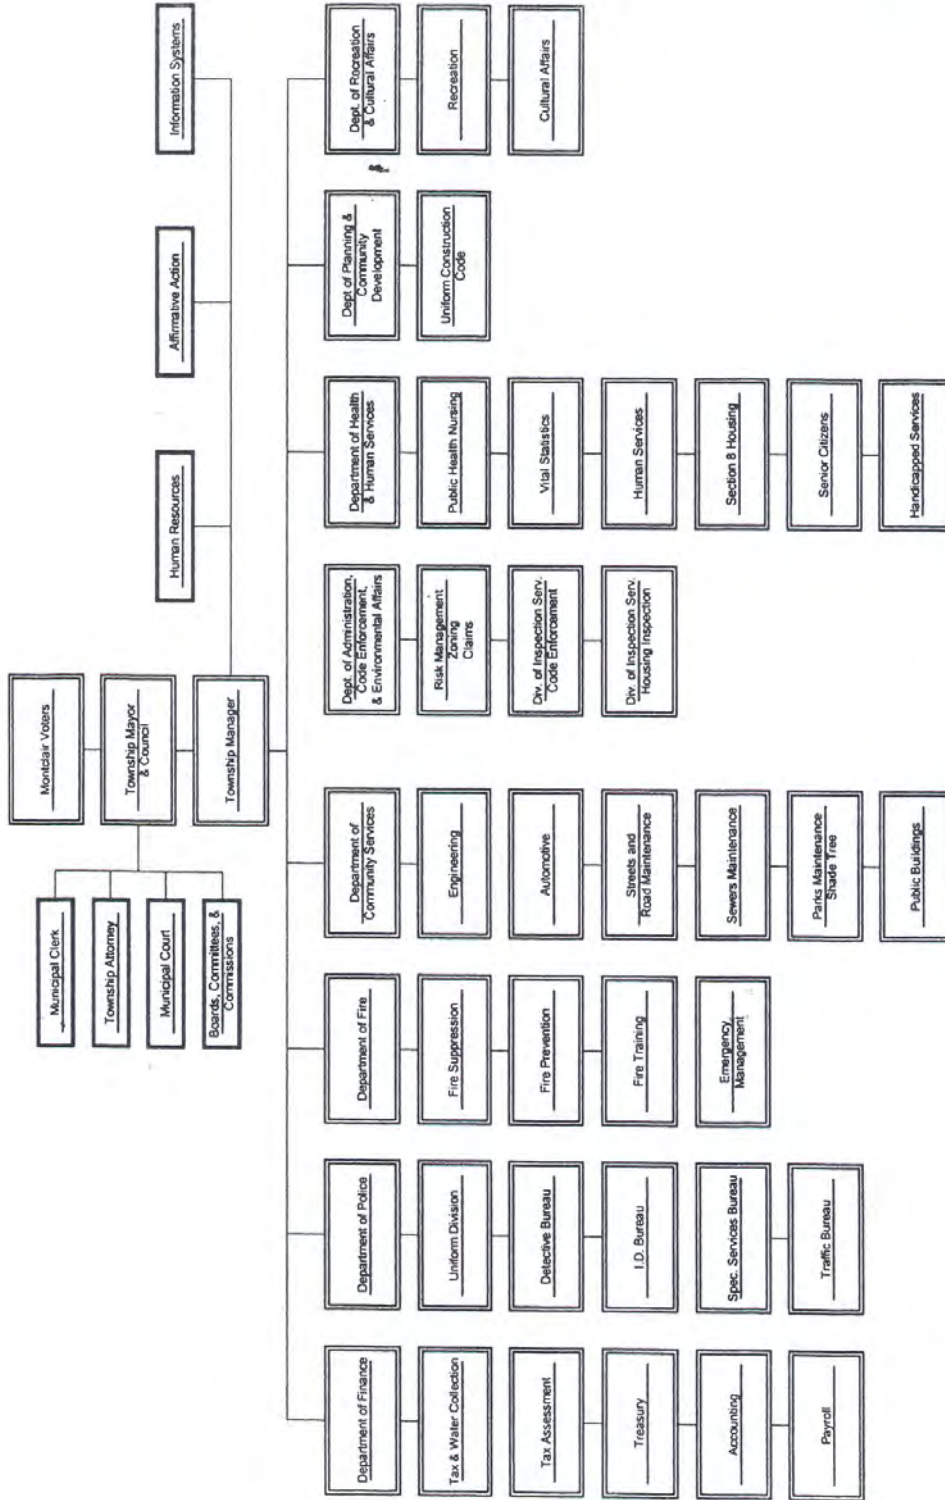 Montclair Voters
Township Mayor
& Council
Township Manager
Municipal Clerk
Township Attorney
Municipal Court
Boards, Committees, &
Commissions
Human Resources
Affirmative Action
Information Systems
Department of Finance
Tax & Water Collection
Tax Assessment
Treasury
Accounting
Payroll
Department of Police
Uniform Division
Detective Bureau
I.D. Bureau
Spec. Services Bureau
Traffic Bureau
Department of Fire
Fire Suppression
Fire Prevention
Fire Training
Emergency
Management
Department of
Community Services
Engineering
Automotive
Streets and
Road Maintenance
Sewers Maintenance
Parks Maintenance
Shade Tree
Public Buildings
Dept. of Administration,
Code Enforcement,
& Environmental Affairs
Risk Management
Zoning
Claims
Div. of Inspection Serv.
Code Enforcement
Div. of Inspection Serv.
Housing Inspection
Department of Health
& Human Services
Public Health Nursing
Vital Statistics
Human Services
Section 8 Housing
Senior Citizens
Handicapped Services
Dept of Planning &
Community
Development
Uniform Construction
Code
Dept. of Recreation
& Cultural Affairs
Recreation
Cultural Affairs